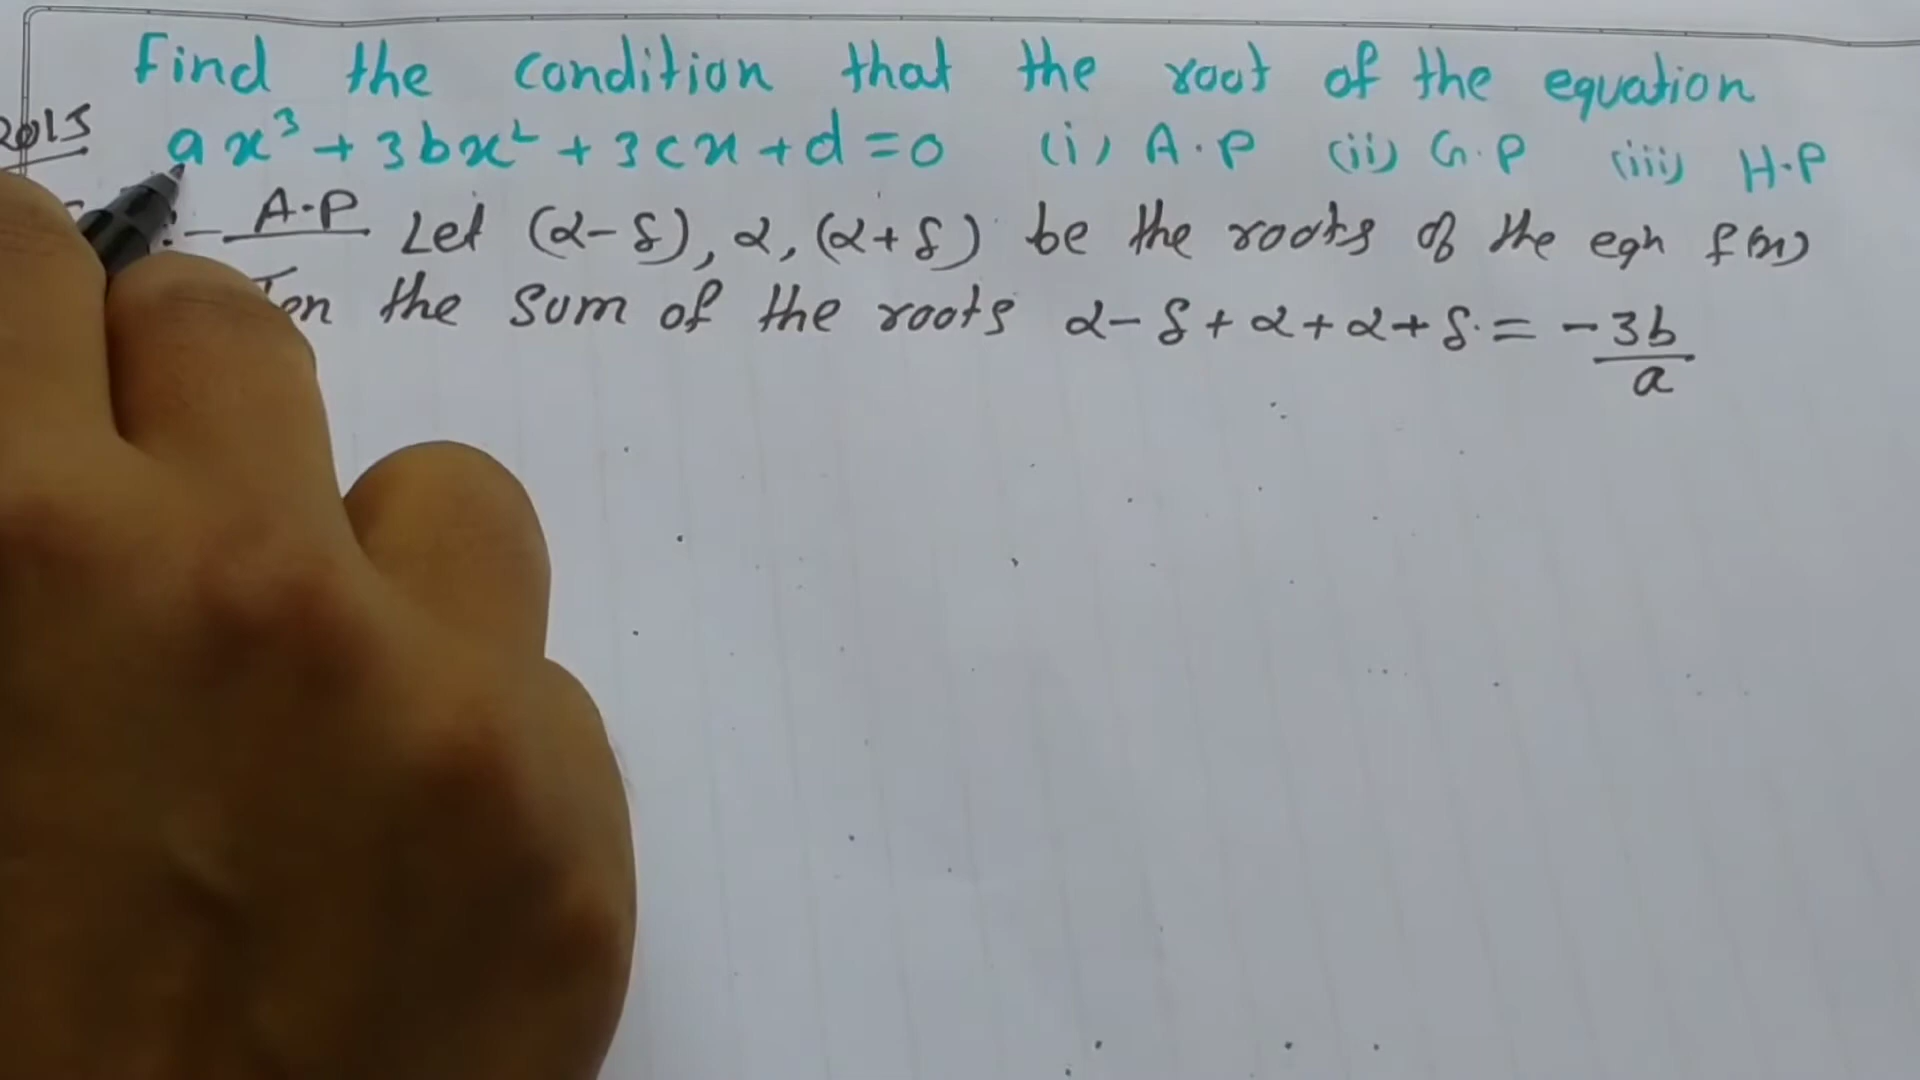 Find the condition that the root of the equation
2015 ax³ + 3bx² + 3cx + d = 0 (i) A.P (ii) G.P (iii) H.P
:- A.P Let (α-δ), α, (α+δ) be the roots of the eqn f(x)
the sum of the roots α-δ+α+α+δ = -3b/a